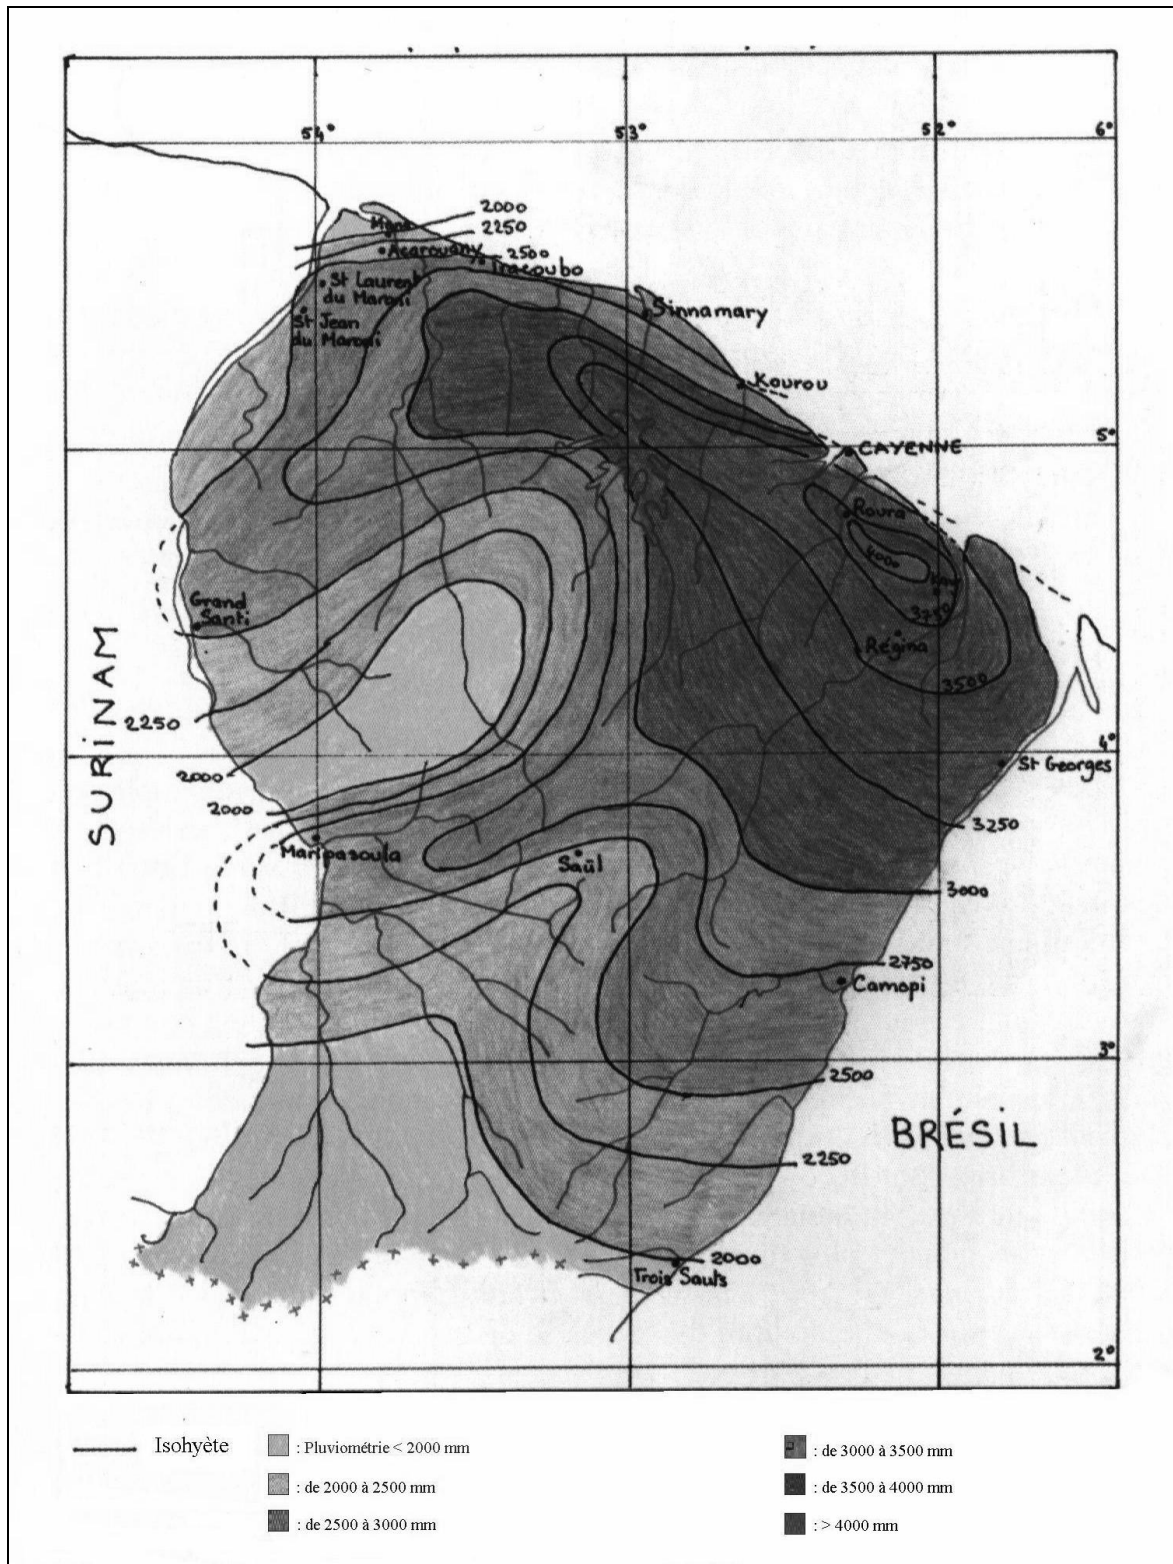 54°
53°
52°
6°
2000
2250
Mana
Acarouany
2500
Iracoubo
St Laurent
du Maroni
St Jean
du Maroni
Sinnamary
Kourou
5°
CAYENNE
Roura
4000
Kaw
3750
Grand
Santi
Régina
3500
SURINAM
2250
4°
St Georges
2000
2000
3250
Maripasoula
Saül
3000
2750
Camopi
3°
2500
BRÉSIL
2250
2000
Trois Sauts
2°
Isohyète
: Pluviométrie < 2000 mm
: de 2000 à 2500 mm
: de 2500 à 3000 mm
: de 3000 à 3500 mm
: de 3500 à 4000 mm
: > 4000 mm